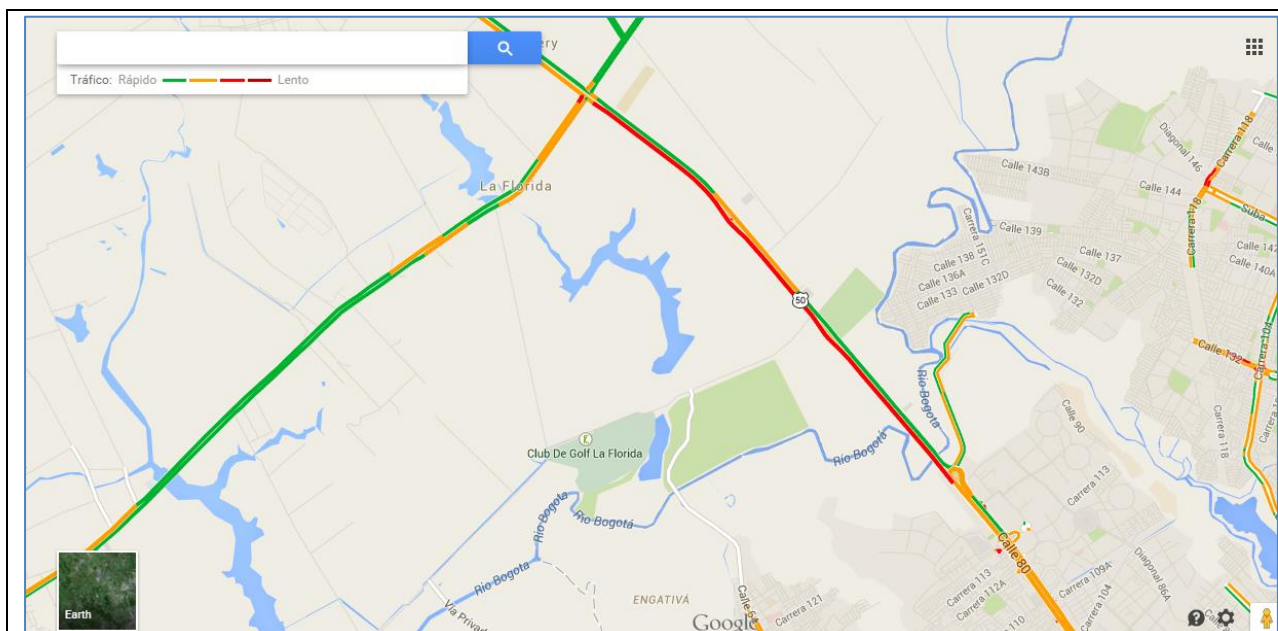 ery
Tráfico: Rápido Lento
La Florida
50
Club De Golf La Florida
Río Bogotá
Río Bogotá
Río Bogotá
Río Bogotá
Río Bogotá
Calle 143B
Diagonal 146
Calle 144
Carrera 118
Carrera 118
Suba
Carrera 151C
Calle 139
Calle 138
Calle 137
Calle 136A
Calle 133
Calle 132D
Calle 132D
Calle 132
Calle 140A
Carrera 104
Calle 132
Carrera 118
Calle 90
Carrera 113
Calle 80
Calle 113
Carrera 112A
Carrera 104
Carrera 110
Carrera 109A
Diagonal 86A
Carrera 121
ENGATIVÁ
Earth
Google